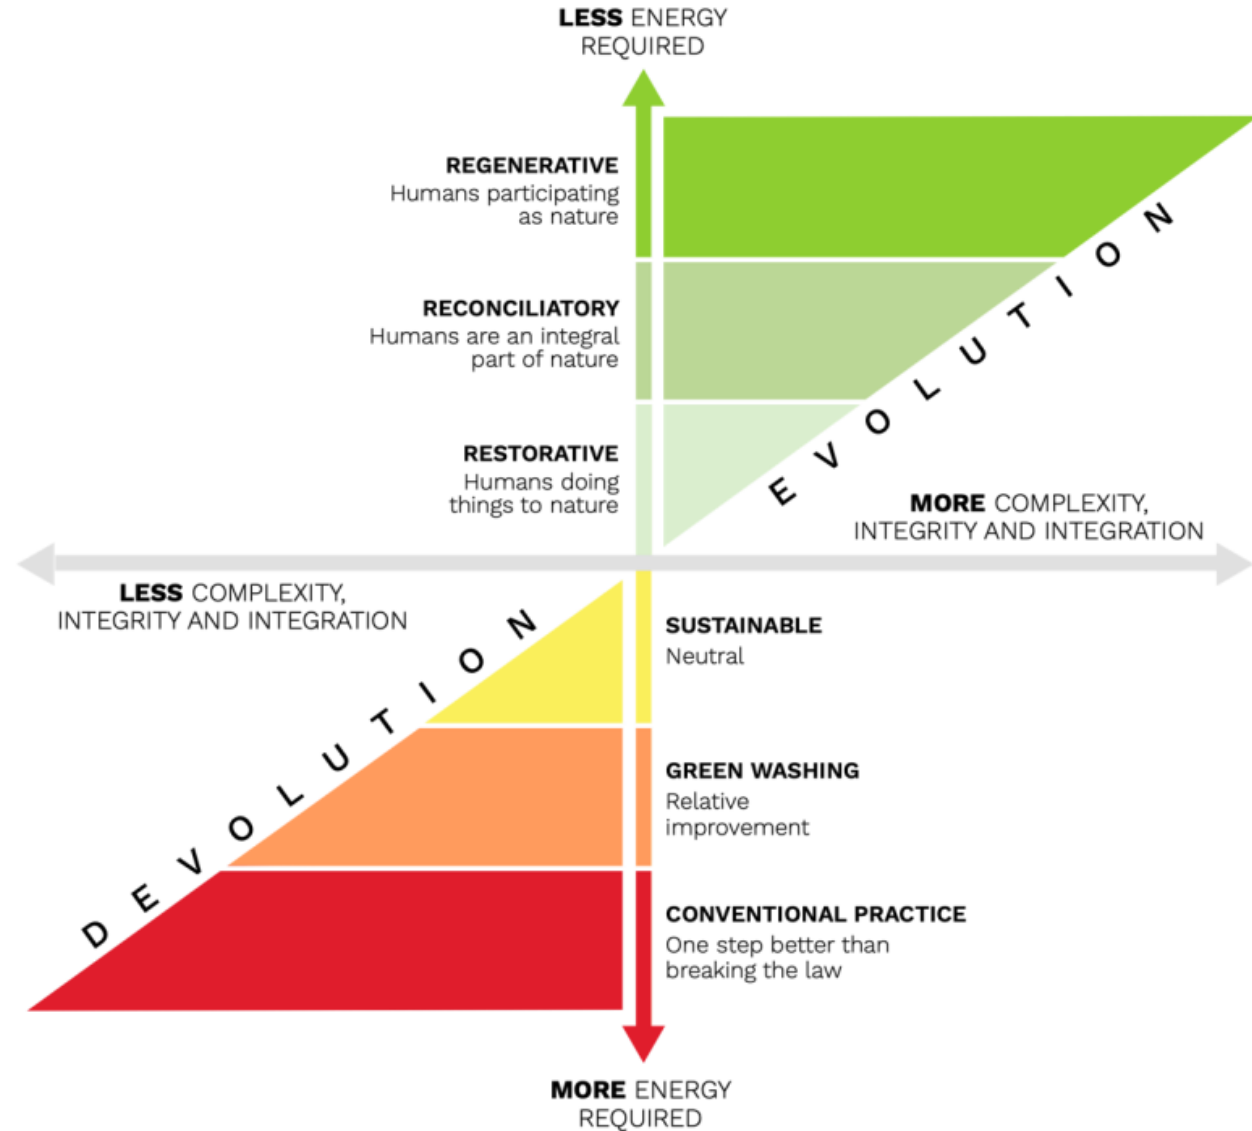 LESS ENERGY
REQUIRED
REGENERATIVE
Humans participating
as nature
RECONCILIATORY
Humans are an integral
part of nature
RESTORATIVE
Humans doing
things to nature
EVOLUTION
MORE COMPLEXITY,
INTEGRITY AND INTEGRATION
LESS COMPLEXITY,
INTEGRITY AND INTEGRATION
DEVOLUTION
SUSTAINABLE
Neutral
GREEN WASHING
Relative
improvement
CONVENTIONAL PRACTICE
One step better than
breaking the law
MORE ENERGY
REQUIRED